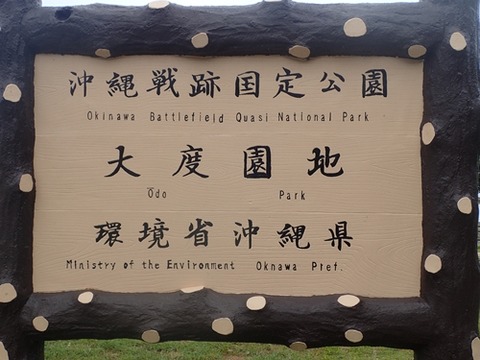 沖縄戦跡国定公園
Okinawa Battlefield Quasi National Park
大度園地
Ōdo Park
環境省沖縄県
Ministry of the Environment Oknawa Pref.